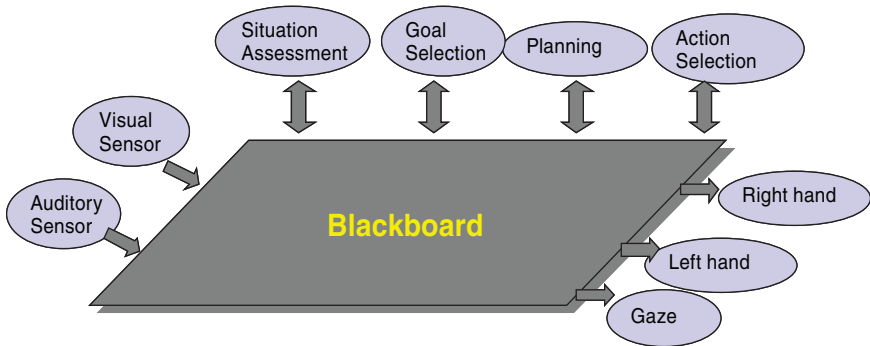 Situation
Assessment
Goal
Selection
Planning
Action
Selection
Visual
Sensor
Auditory
Sensor
Blackboard
Right hand
Left hand
Gaze